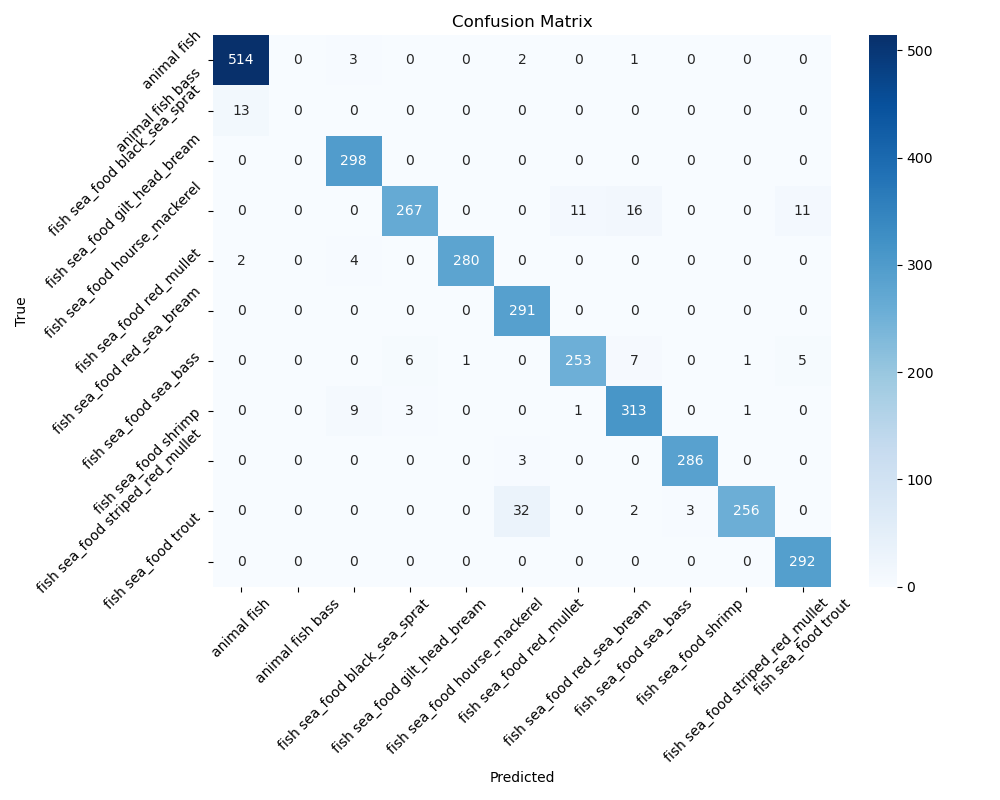 Confusion Matrix
True
animal fish
animal fish bass
fish sea_food black_sea_sprat
fish sea_food gilt_head_bream
fish sea_food hourse_mackerel
fish sea_food red_mullet
fish sea_food red_sea_bream
fish sea_food sea_bass
fish sea_food shrimp
fish sea_food striped_red_mullet
fish sea_food trout
514 0 3 0 0 2 0 1 0 0 0
13 0 0 0 0 0 0 0 0 0 0
0 0 298 0 0 0 0 0 0 0 0
0 0 0 267 0 0 11 16 0 0 11
2 0 4 0 280 0 0 0 0 0 0
0 0 0 0 0 291 0 0 0 0 0
0 0 0 6 1 0 253 7 0 1 5
0 0 9 3 0 0 1 313 0 1 0
0 0 0 0 0 3 0 0 286 0 0
0 0 0 0 0 32 0 2 3 256 0
0 0 0 0 0 0 0 0 0 0 292
animal fish
animal fish bass
fish sea_food black_sea_sprat
fish sea_food gilt_head_bream
fish sea_food hourse_mackerel
fish sea_food red_mullet
fish sea_food red_sea_bream
fish sea_food sea_bass
fish sea_food shrimp
fish sea_food striped_red_mullet
fish sea_food trout
Predicted
500
400
300
200
100
0